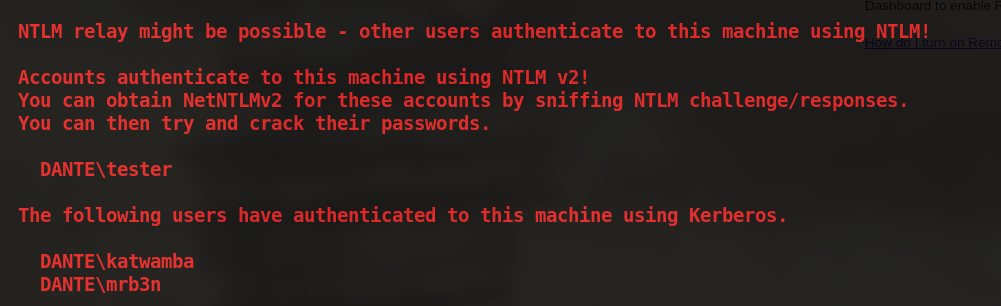 Dashboard to enable
NTLM relay might be possible - other users authenticate to this machine using NTLM!
How do I turn on
Accounts authenticate to this machine using NTLM v2!
You can obtain NetNTLMv2 for these accounts by sniffing NTLM challenge/responses.
You can then try and crack their passwords.
DANTE\tester
The following users have authenticated to this machine using Kerberos.
DANTE\katwamba
DANTE\mrb3n